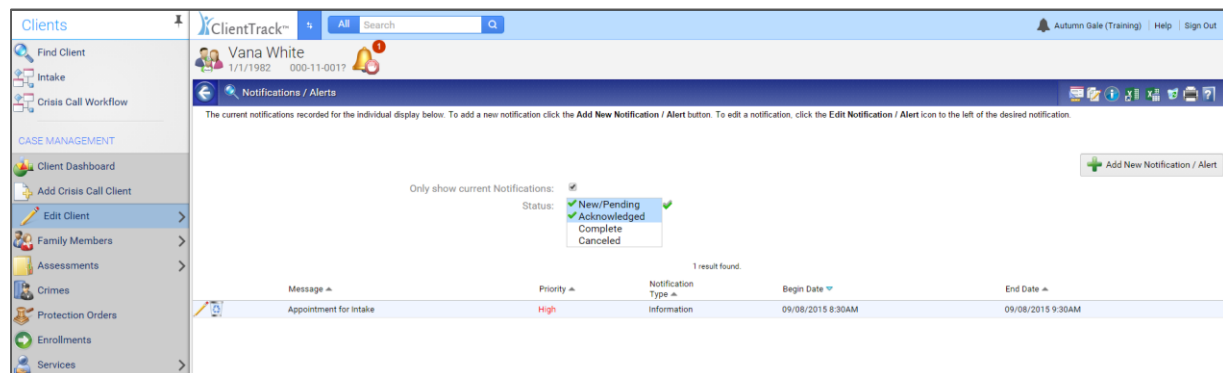 Clients
Find Client
Intake
Crisis Call Workflow
CASE MANAGEMENT
Client Dashboard
Add Crisis Call Client
Edit Client
Family Members
Assessments
Crimes
Protection Orders
Enrollments
Services
ClientTrack™
All Search
Autumn Gale (Training) Help Sign Out
Vana White
1/1/1982 000-11-001?
1
Notifications / Alerts
The current notifications recorded for the individual display below. To add a new notification click the Add New Notification / Alert button. To edit a notification, click the Edit Notification / Alert icon to the left of the desired notification.
Add New Notification / Alert
Only show current Notifications:
Status: New/Pending
Acknowledged
Complete
Canceled
1 result found.
Message Priority Notification Type Begin Date End Date
Appointment for Intake High Information 09/08/2015 8:30AM 09/08/2015 9:30AM